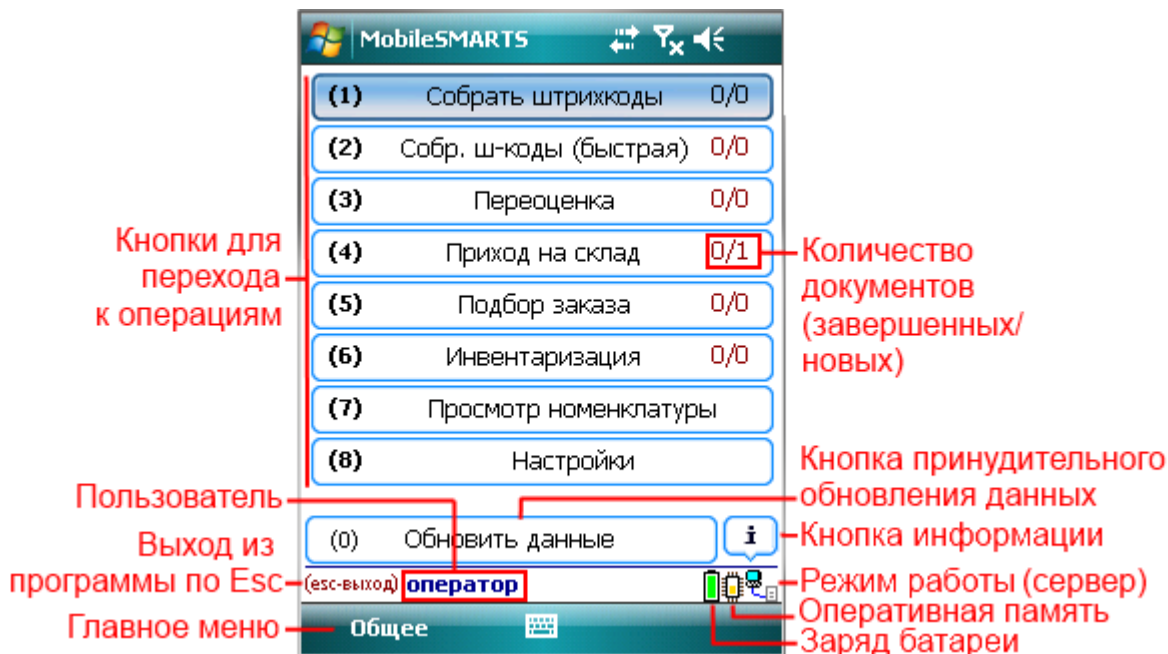 MobileSMARTS
(1) Собрать штрихкоды 0/0
(2) Собр. ш-коды (быстрая) 0/0
(3) Переоценка 0/0
(4) Приход на склад 0/1
(5) Подбор заказа 0/0
(6) Инвентаризация 0/0
(7) Просмотр номенклатуры
(8) Настройки
(0) Обновить данные i
(esc-выход) оператор
Общее
Кнопки для
перехода
к операциям
Пользователь
Выход из
программы по Esc
Главное меню
Количество
документов
(завершенных/
новых)
Кнопка принудительного
обновления данных
Кнопка информации
Режим работы (сервер)
Оперативная память
Заряд батареи